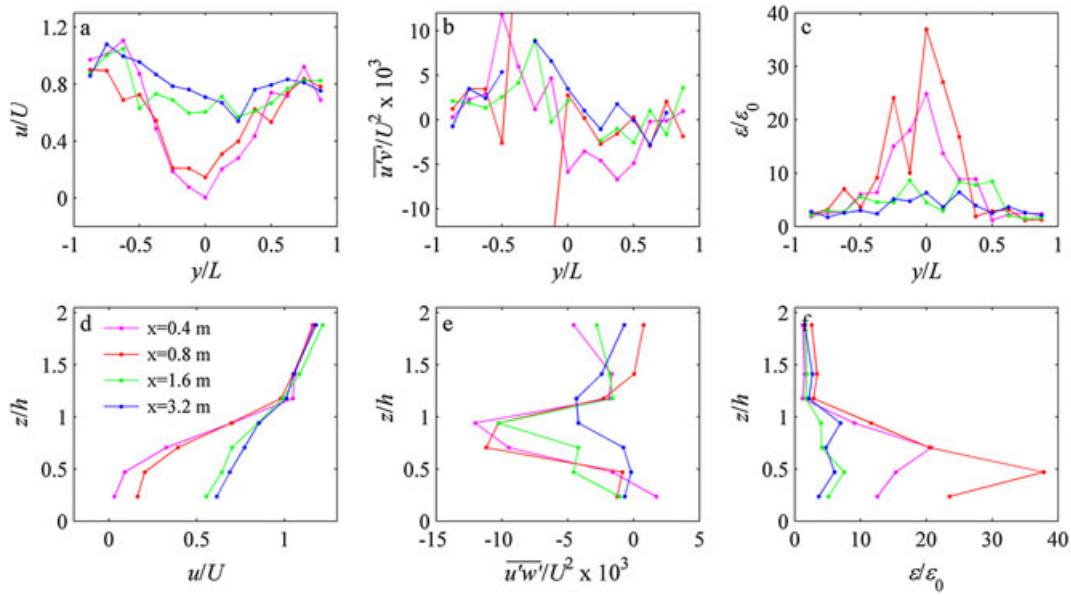 a
1.2
0.8
0.4
0
u/U
-1 -0.5 0 0.5 1
y/L
b
10
5
0
-5
-10
u'v'/U² x 10³
-1 -0.5 0 0.5 1
y/L
c
50
40
30
20
10
0
ε/ε₀
-1 -0.5 0 0.5 1
y/L
d
x=0.4 m
x=0.8 m
x=1.6 m
x=3.2 m
2
1.5
1
0.5
0
z/h
0 0.5 1
u/U
e
2
1.5
1
0.5
0
z/h
-15 -10 -5 0
u'w'/U² x 10³
f
2
1.5
1
0.5
0
z/h
0 10 20 30 40
ε/ε₀